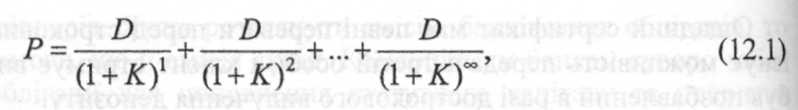 P = D/(1+K)^1 + D/(1+K)^2 + ... + D/(1+K)^∞, (12.1)